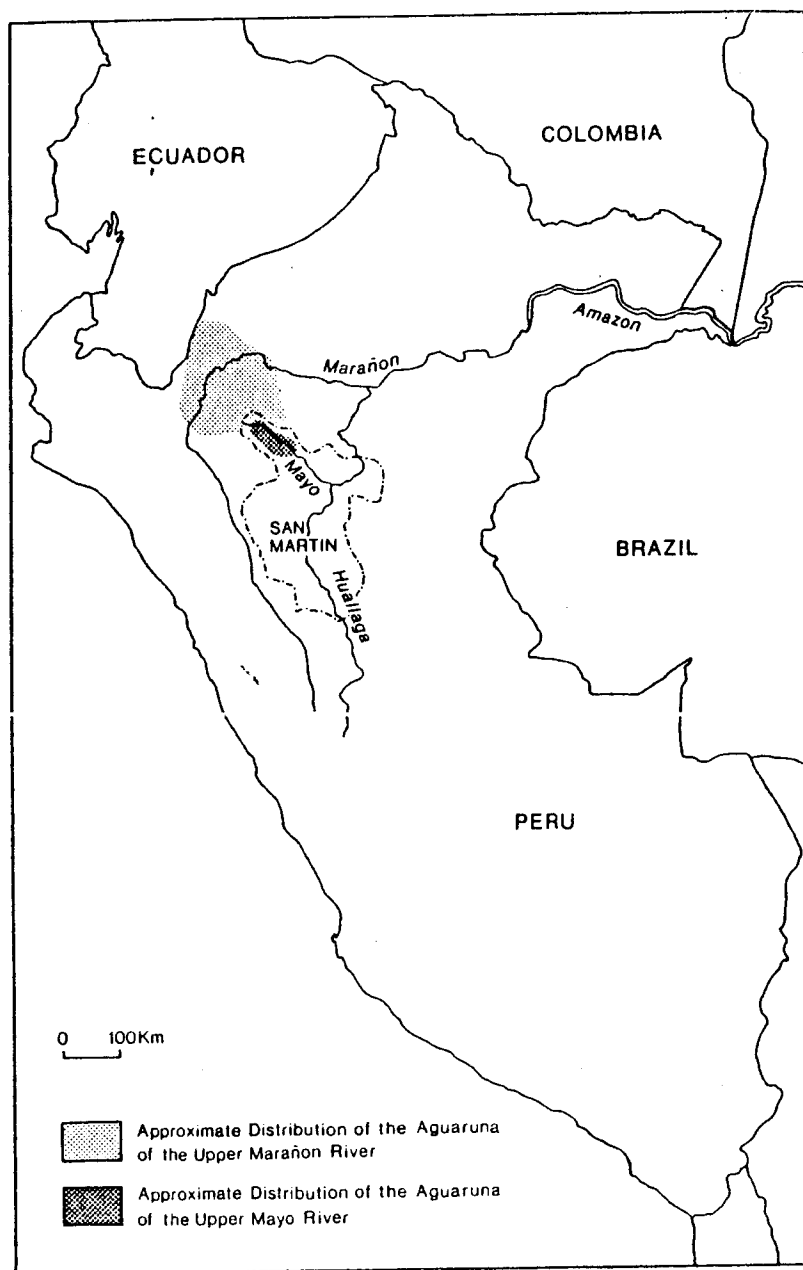 ECUADOR
COLOMBIA
Amazon
Marañon
Mayo
SAN
MARTIN
Huallaga
BRAZIL
PERU
0 100Km
Approximate Distribution of the Aguaruna
of the Upper Marañon River
Approximate Distribution of the Aguaruna
of the Upper Mayo River